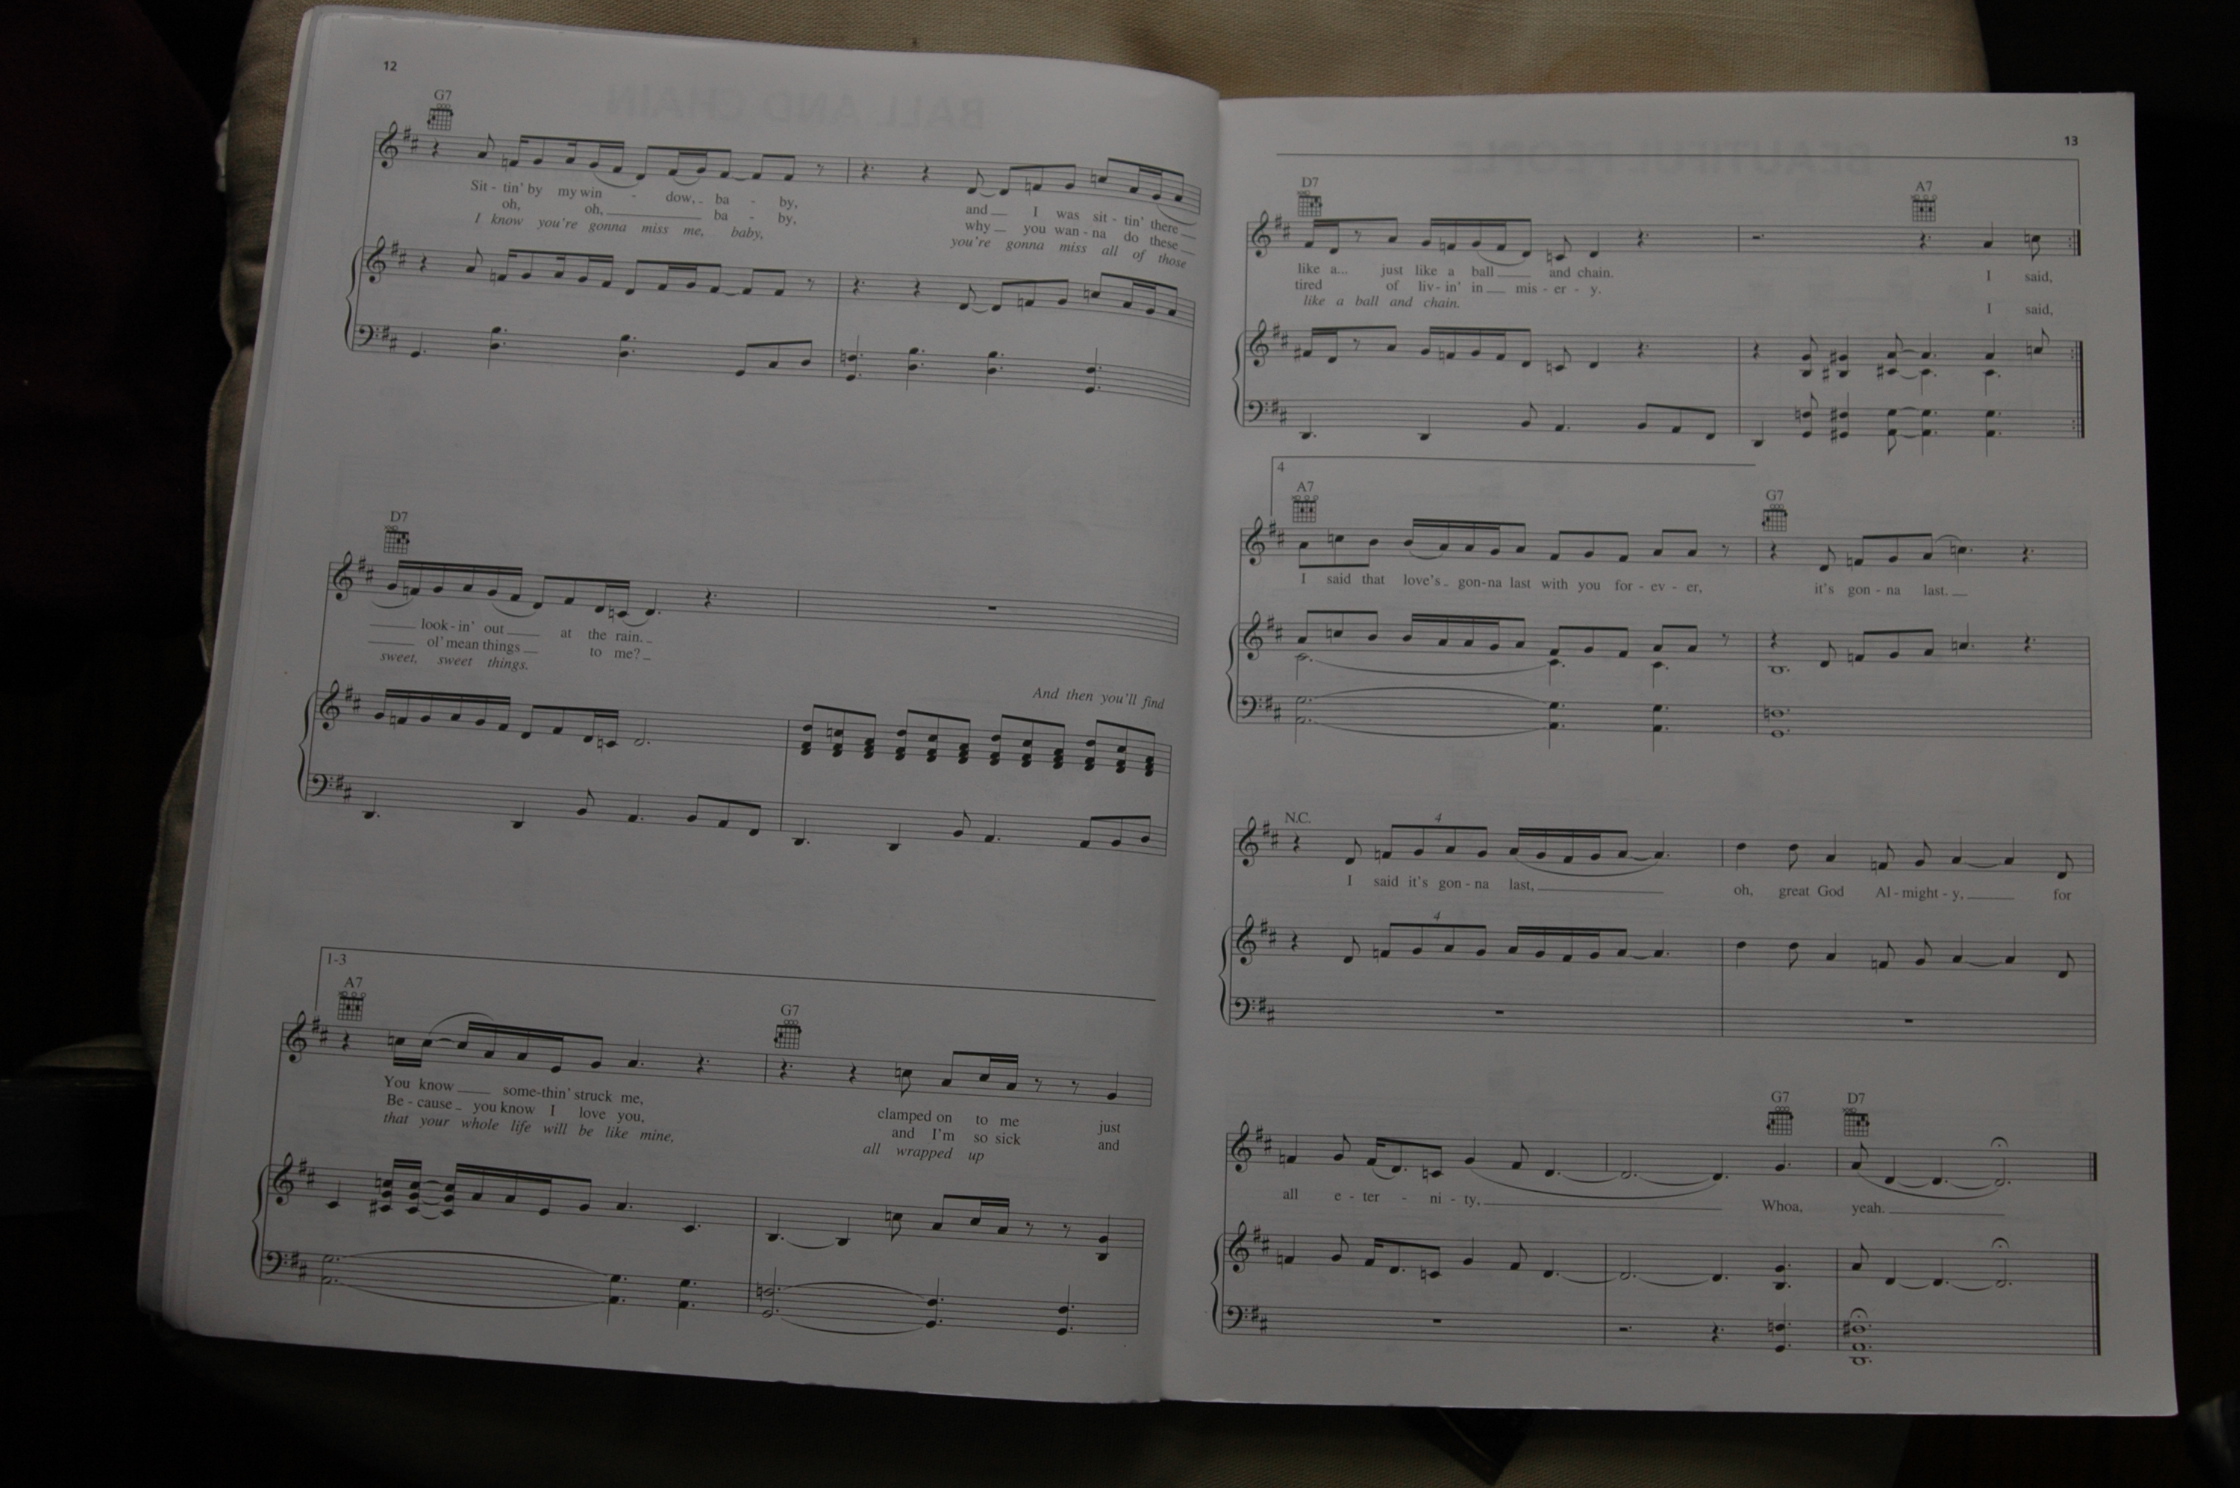 12
G7
Sit - tin' by my win - dow, ba - by, and I was sit - tin' there
oh, oh, ba - by, why you wan - na do these
I know you're gonna miss me, baby, you're gonna miss all of those
D7
look - in' out at the rain.
ol' mean things to me?
sweet, sweet things.
And then you'll find
1-3
A7 G7
You know some-thin' struck me, clamped on to me just
Be - cause you know I love you, and I'm so sick and
that your whole life will be like mine, all wrapped up
13
D7 A7
like a... just like a ball and chain. I said,
tired of liv - in' in mis - er - y.
like a ball and chain. I said,
4
A7 G7
I said that love's gon-na last with you for - ev - er, it's gon - na last.
N.C.
4
I said it's gon - na last, oh, great God Al - might - y, for
4
G7 D7
all e - ter - ni - ty. Whoa, yeah.